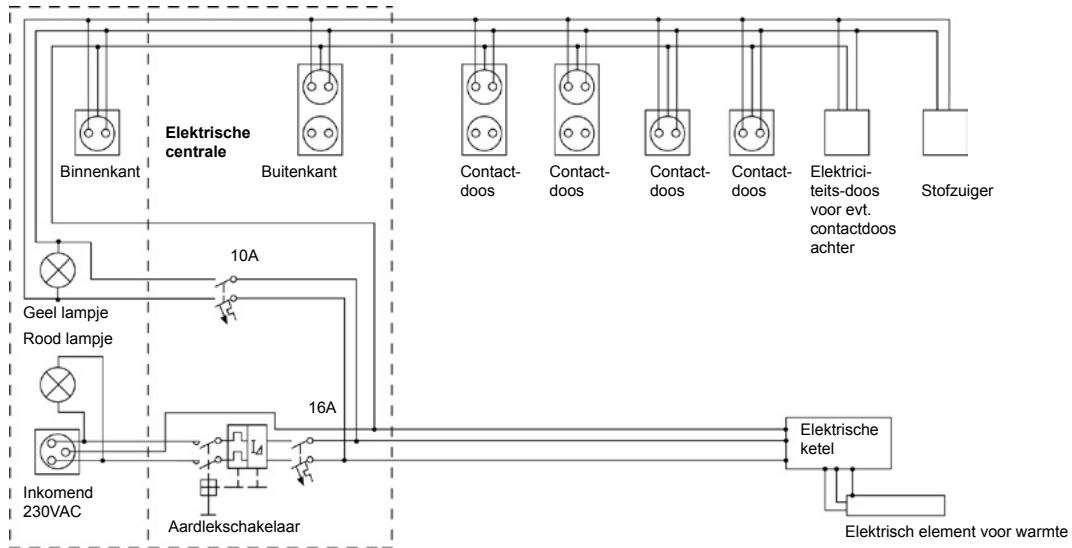 Elektrische
centrale
Binnenkant
Buitenkant
Contact-
doos
Contact-
doos
Contact-
doos
Contact-
doos
Elektrici-
teits-doos
voor evt.
contactdoos
achter
Stofzuiger
10A
Geel lampje
Rood lampje
16A
Inkomend
230VAC
Aardlekschakelaar
I⊿
Elektrische
ketel
Elektrisch element voor warmte